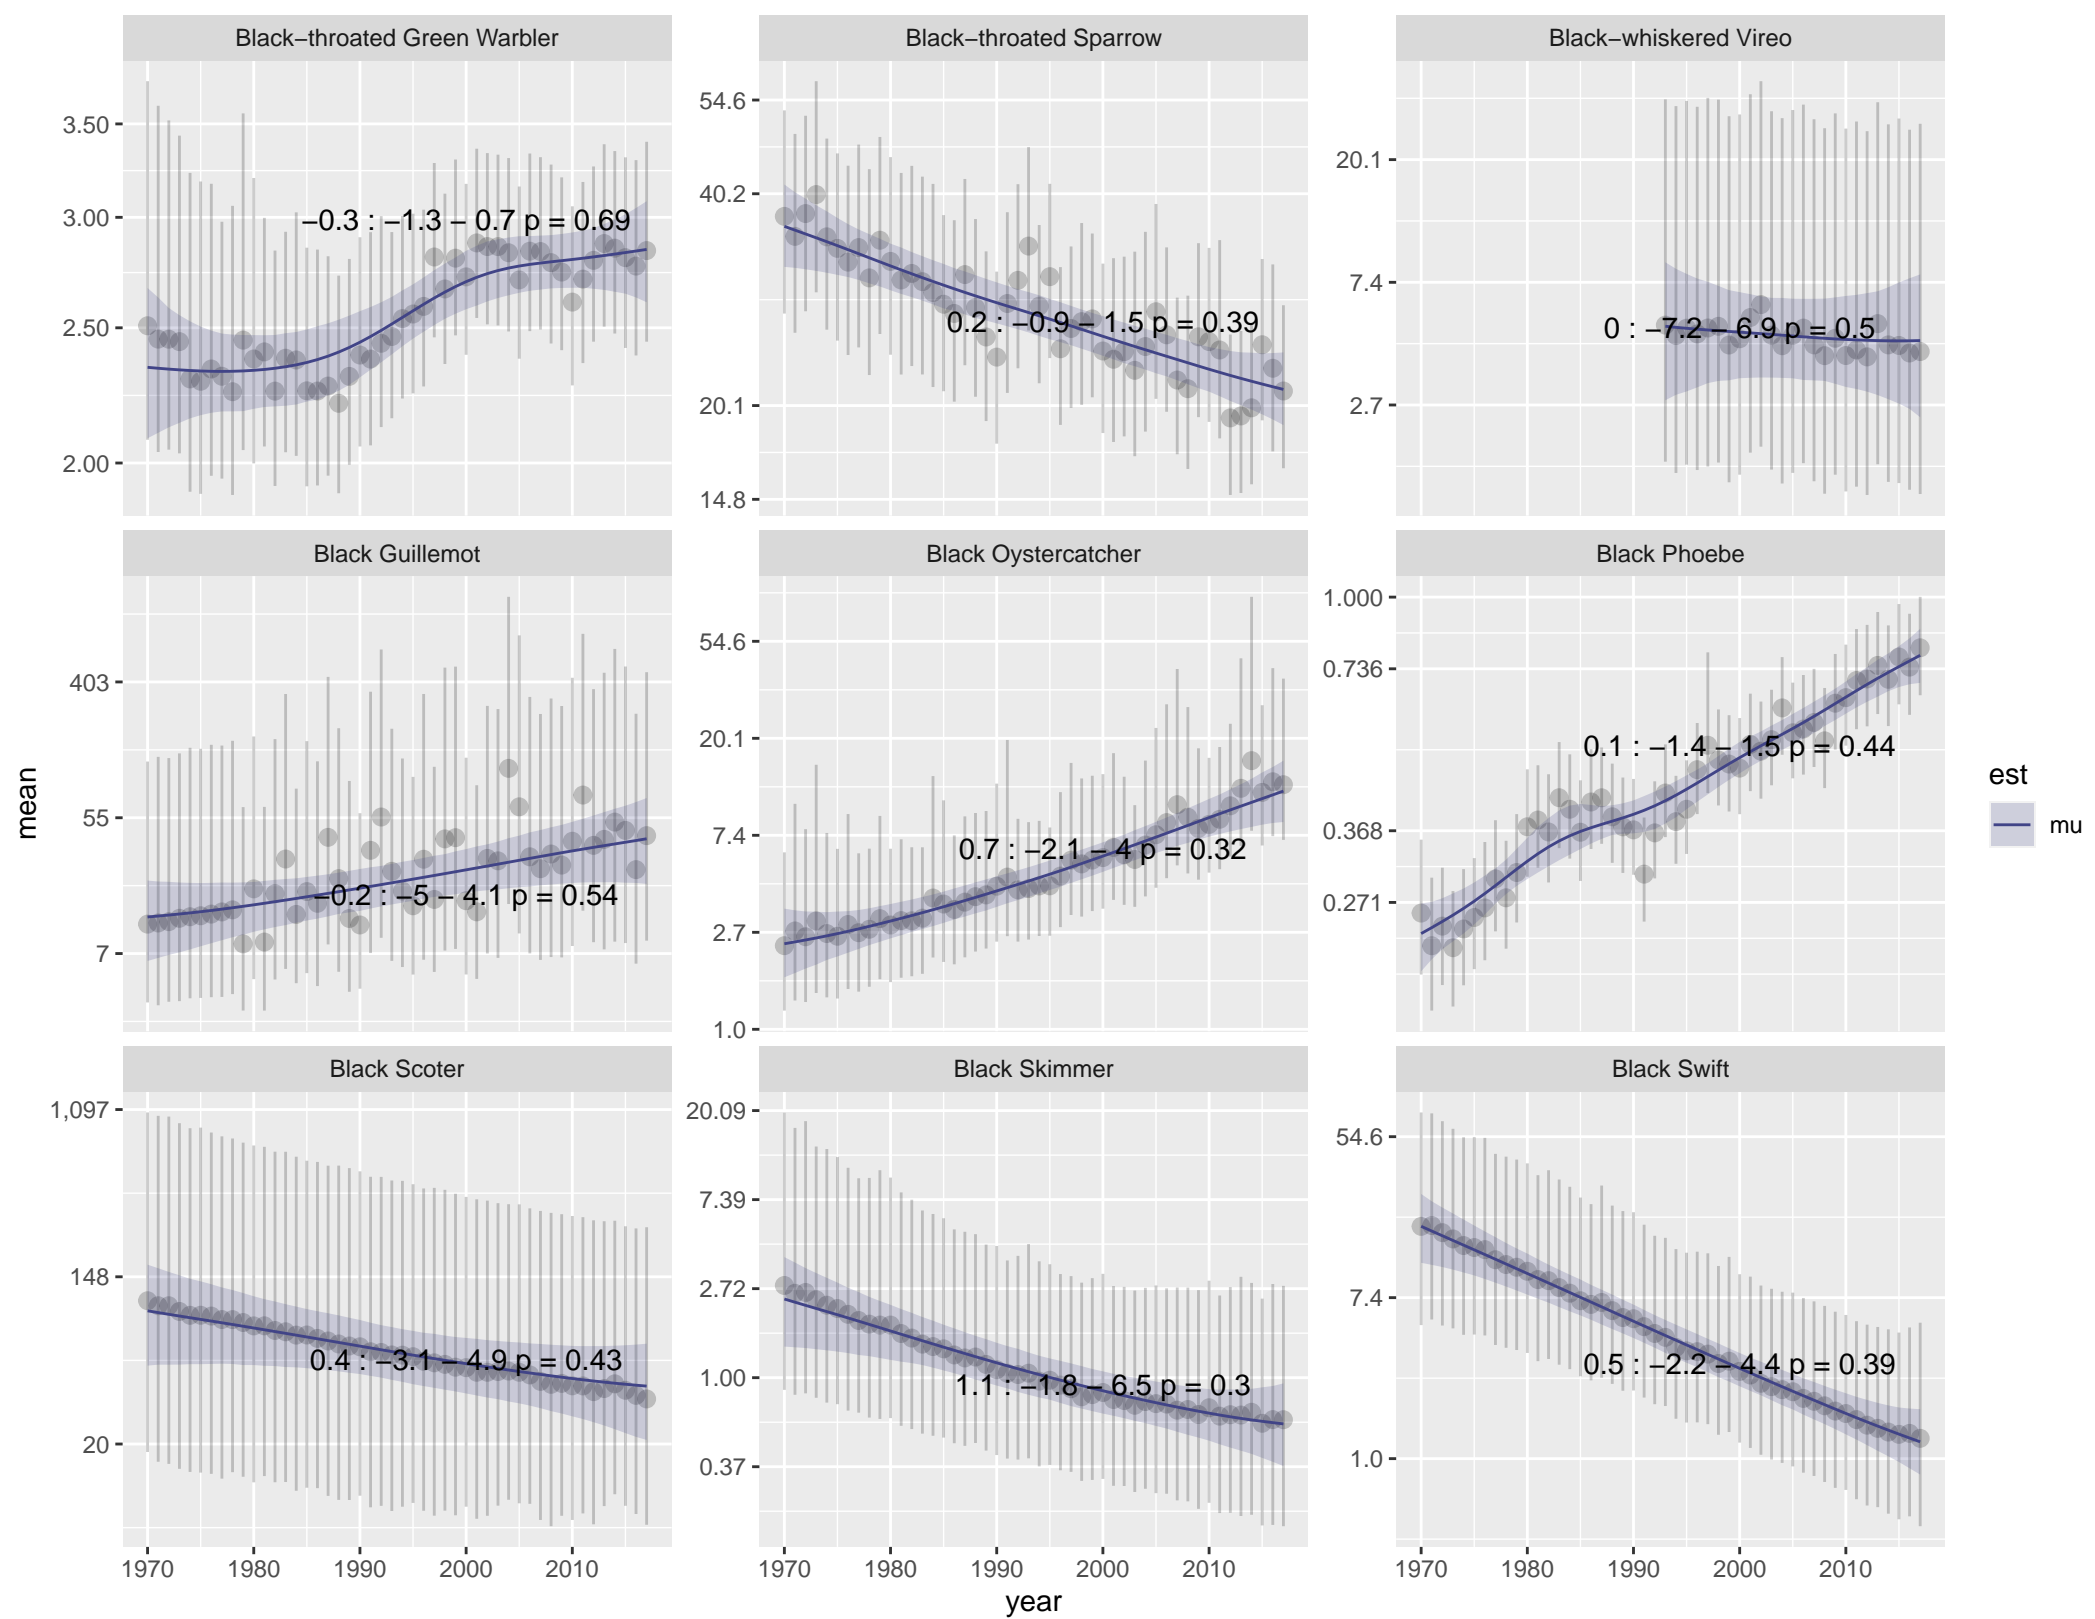 Black−throated Green Warbler
Black−throated Sparrow
Black−whiskered Vireo
3.50
3.00
2.50
2.00
−0.3 : −1.3 − 0.7 p = 0.69
54.6
40.2
20.1
14.8
0.2 : −0.9 − 1.5 p = 0.39
20.1
7.4
2.7
0 : −7.2 − 6.9 p = 0.5
Black Guillemot
Black Oystercatcher
Black Phoebe
403
55
7
−0.2 : −5 − 4.1 p = 0.54
54.6
20.1
7.4
2.7
1.0
0.7 : −2.1 − 4 p = 0.32
1.000
0.736
0.368
0.271
0.1 : −1.4 − 1.5 p = 0.44
mean
est
mu
Black Scoter
Black Skimmer
Black Swift
1,097
148
20
0.4 : −3.1 − 4.9 p = 0.43
20.09
7.39
2.72
1.00
0.37
1.1 : −1.8 − 6.5 p = 0.3
54.6
7.4
1.0
0.5 : −2.2 − 4.4 p = 0.39
1970 1980 1990 2000 2010
1970 1980 1990 2000 2010
1970 1980 1990 2000 2010
year